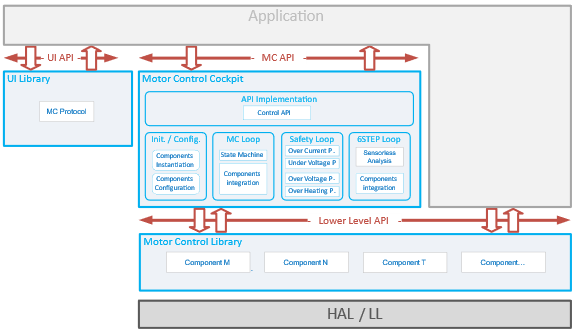 Application
UI API
MC API
UI Library
MC Protocol
Motor Control Cockpit
API Implementation
Control API
Init. / Config.
Components
Instantiation
Components
Configuration
MC Loop
State Machine
Components
integration
Safety Loop
Over Current P.
Under Voltage P
Over Voltage P.
Over Heating P.
6STEP Loop
Sensorless
Analysis
Components
integration
Lower Level API
Motor Control Library
Component M
Component N
Component T
Component...
HAL / LL